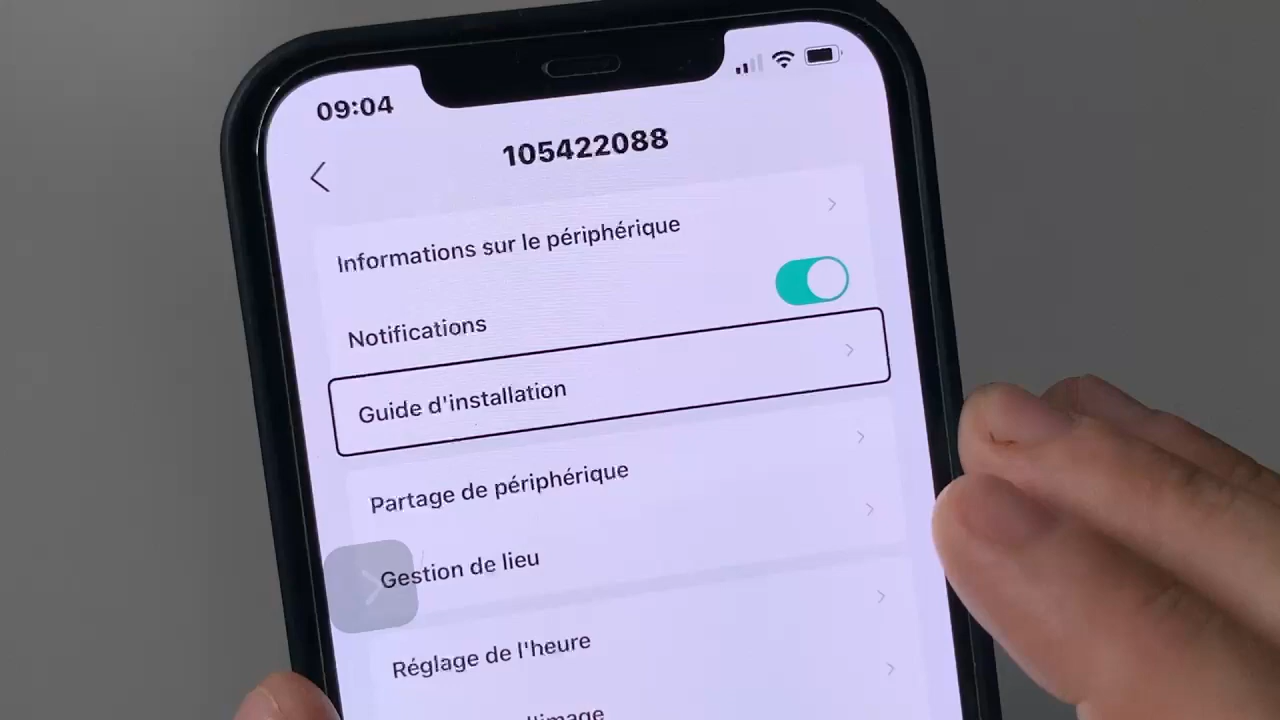 09:04
105422088
Informations sur le périphérique
Notifications
Guide d'installation
Partage de périphérique
Gestion de lieu
Réglage de l'heure
l'image